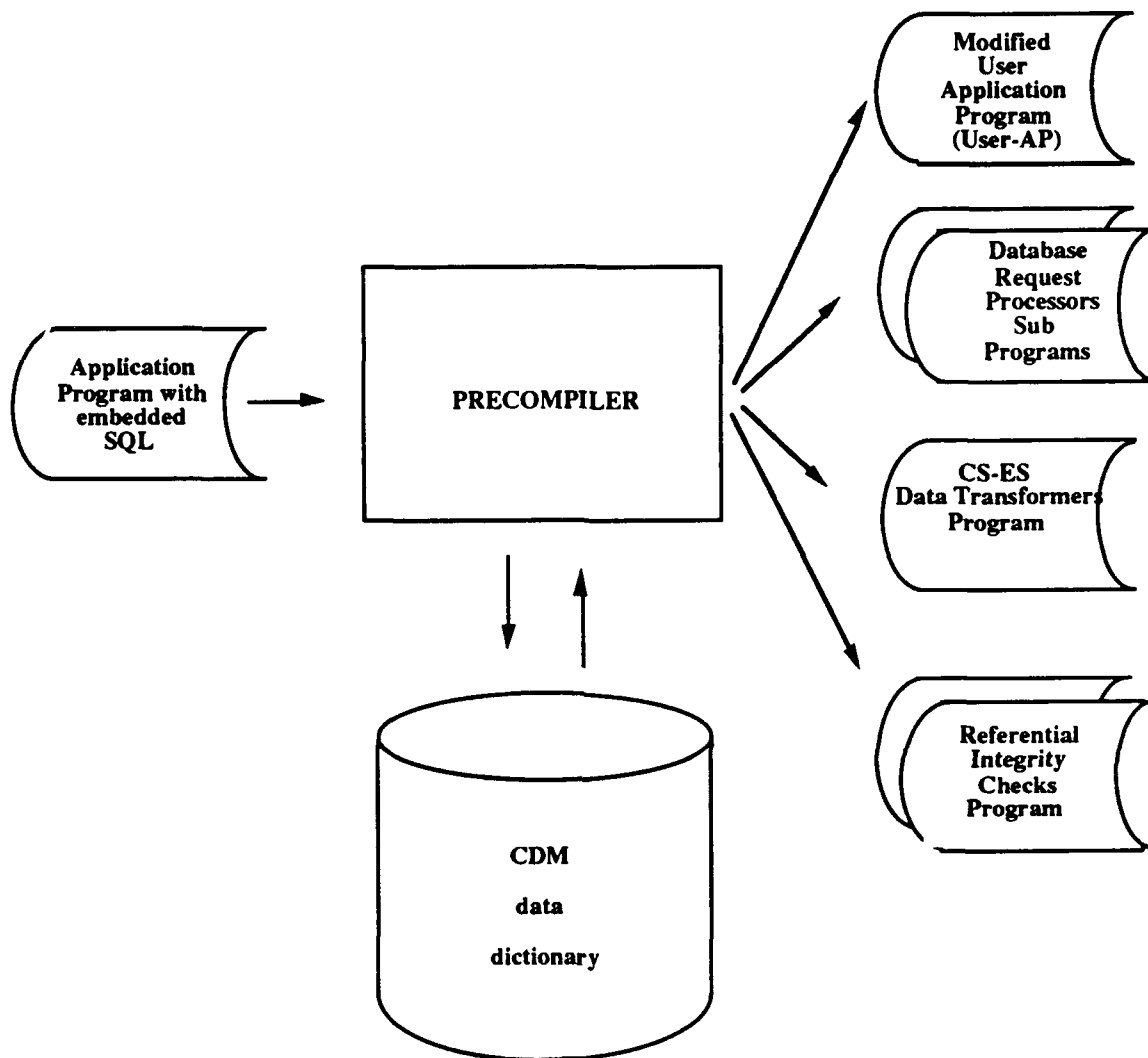 Modified
User
Application
Program
(User-AP)
Database
Request
Processors
Sub
Programs
Application
Program with
embedded
SQL
PRECOMPILER
CS-ES
Data Transformers
Program
Referential
Integrity
Checks
Program
CDM
data
dictionary